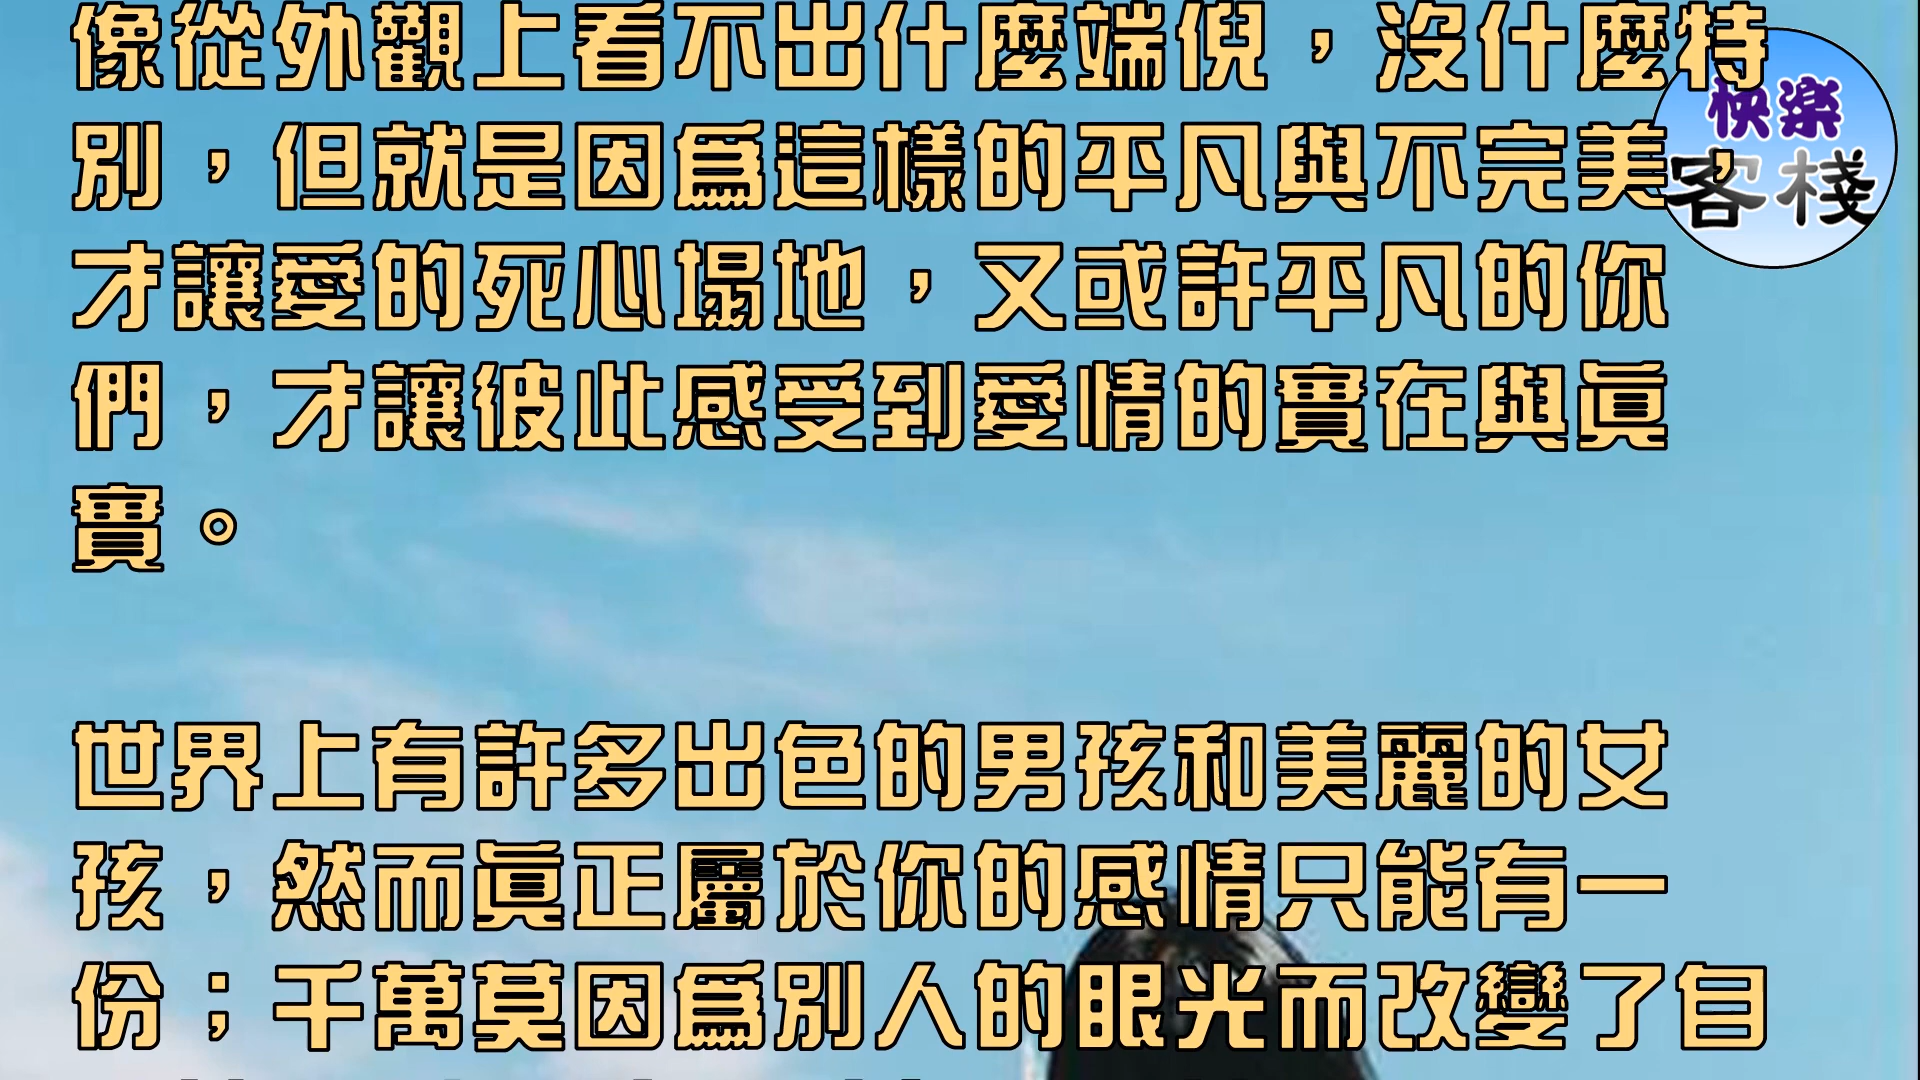 像從外觀上看不出什麼端倪，沒什麼特
別，但就是因為這樣的平凡與不完美，
才讓愛的死心塌地，又或許平凡的你
們，才讓彼此感受到愛情的實在與真
實。
世界上有許多出色的男孩和美麗的女
孩，然而真正屬於你的感情只能有一
份；千萬莫因為別人的眼光而改變了自
快樂
客棧